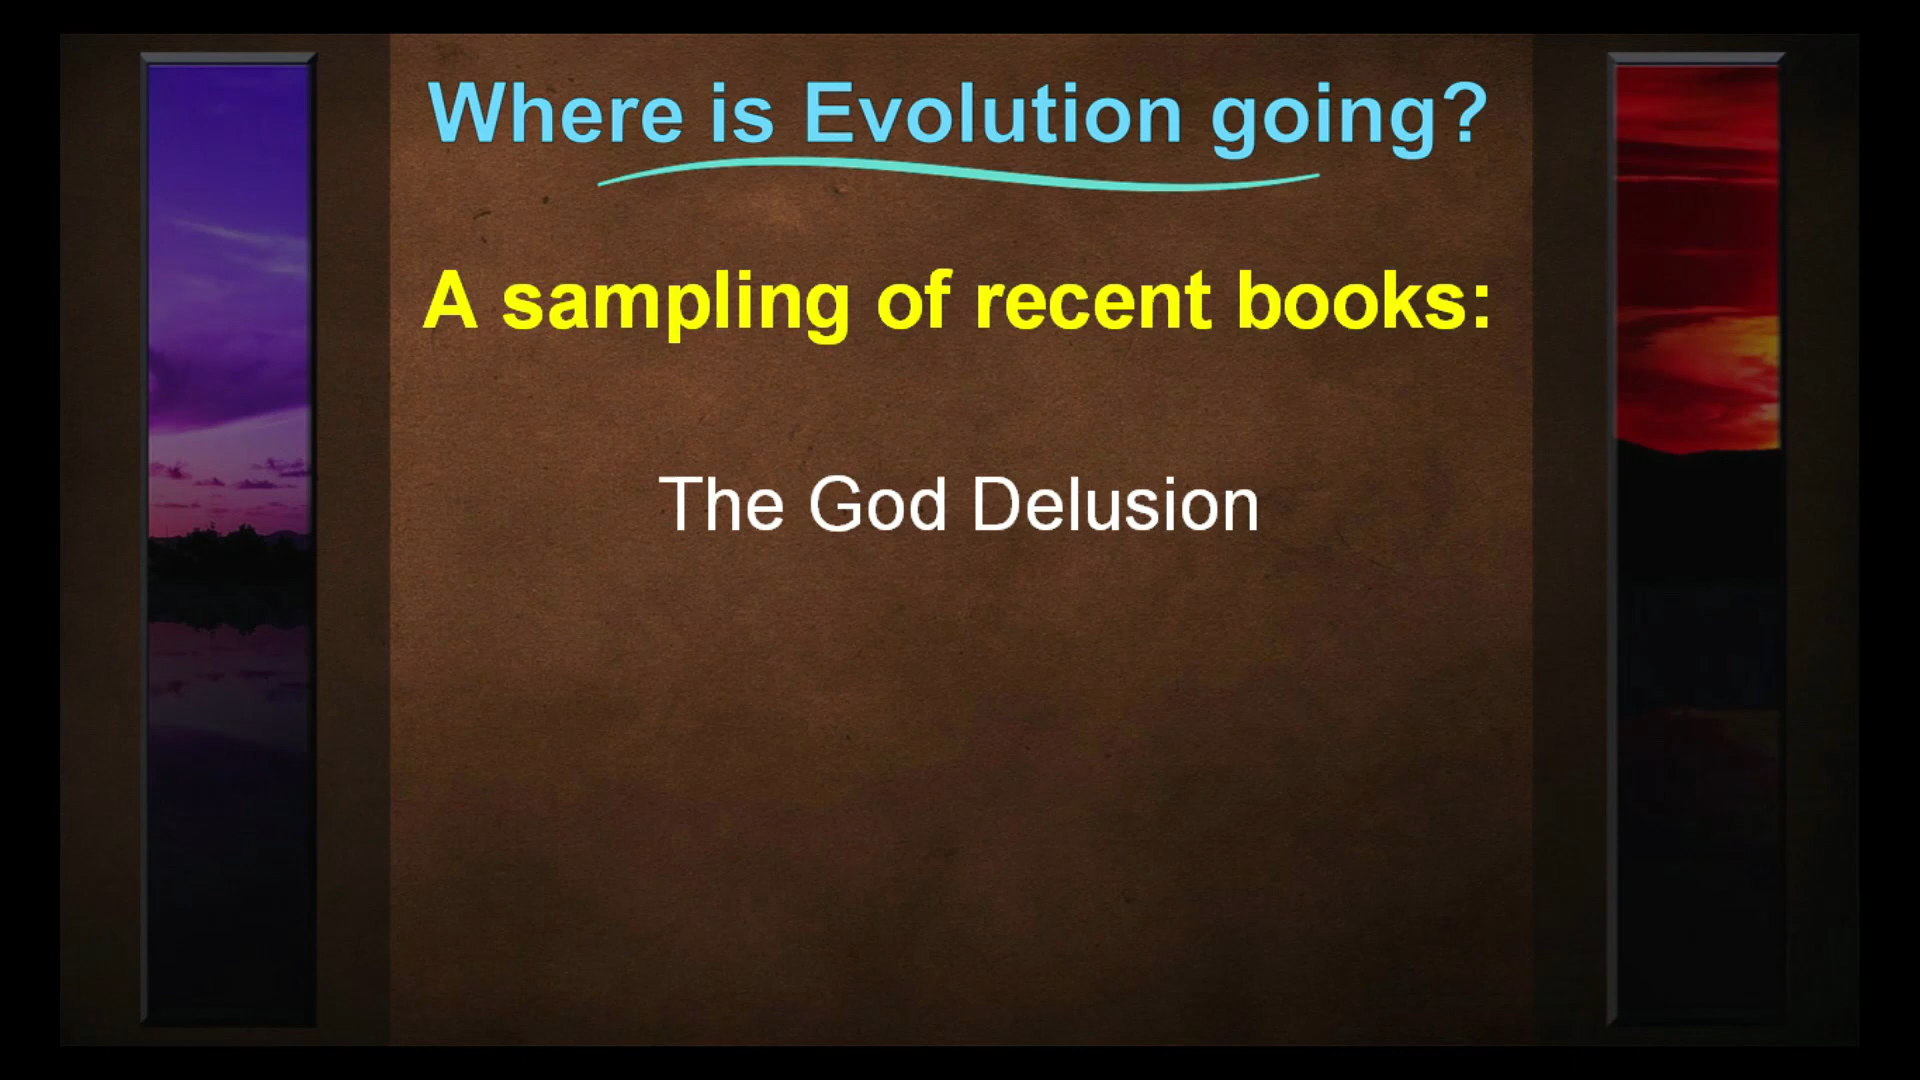 Where is Evolution going?
A sampling of recent books:
The God Delusion